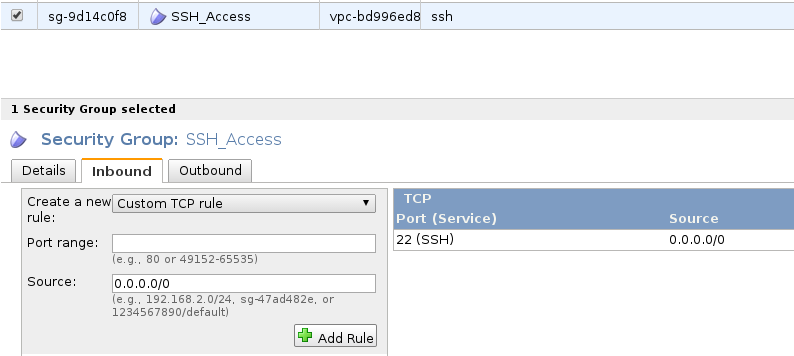 sg-9d14c0f8 SSH_Access vpc-bd996ed8 ssh
1 Security Group selected
Security Group: SSH_Access
Details Inbound Outbound
Create a new rule: Custom TCP rule
Port range:
(e.g., 80 or 49152-65535)
Source: 0.0.0.0/0
(e.g., 192.168.2.0/24, sg-47ad482e, or
1234567890/default)
Add Rule
TCP
Port (Service) Source
22 (SSH) 0.0.0.0/0